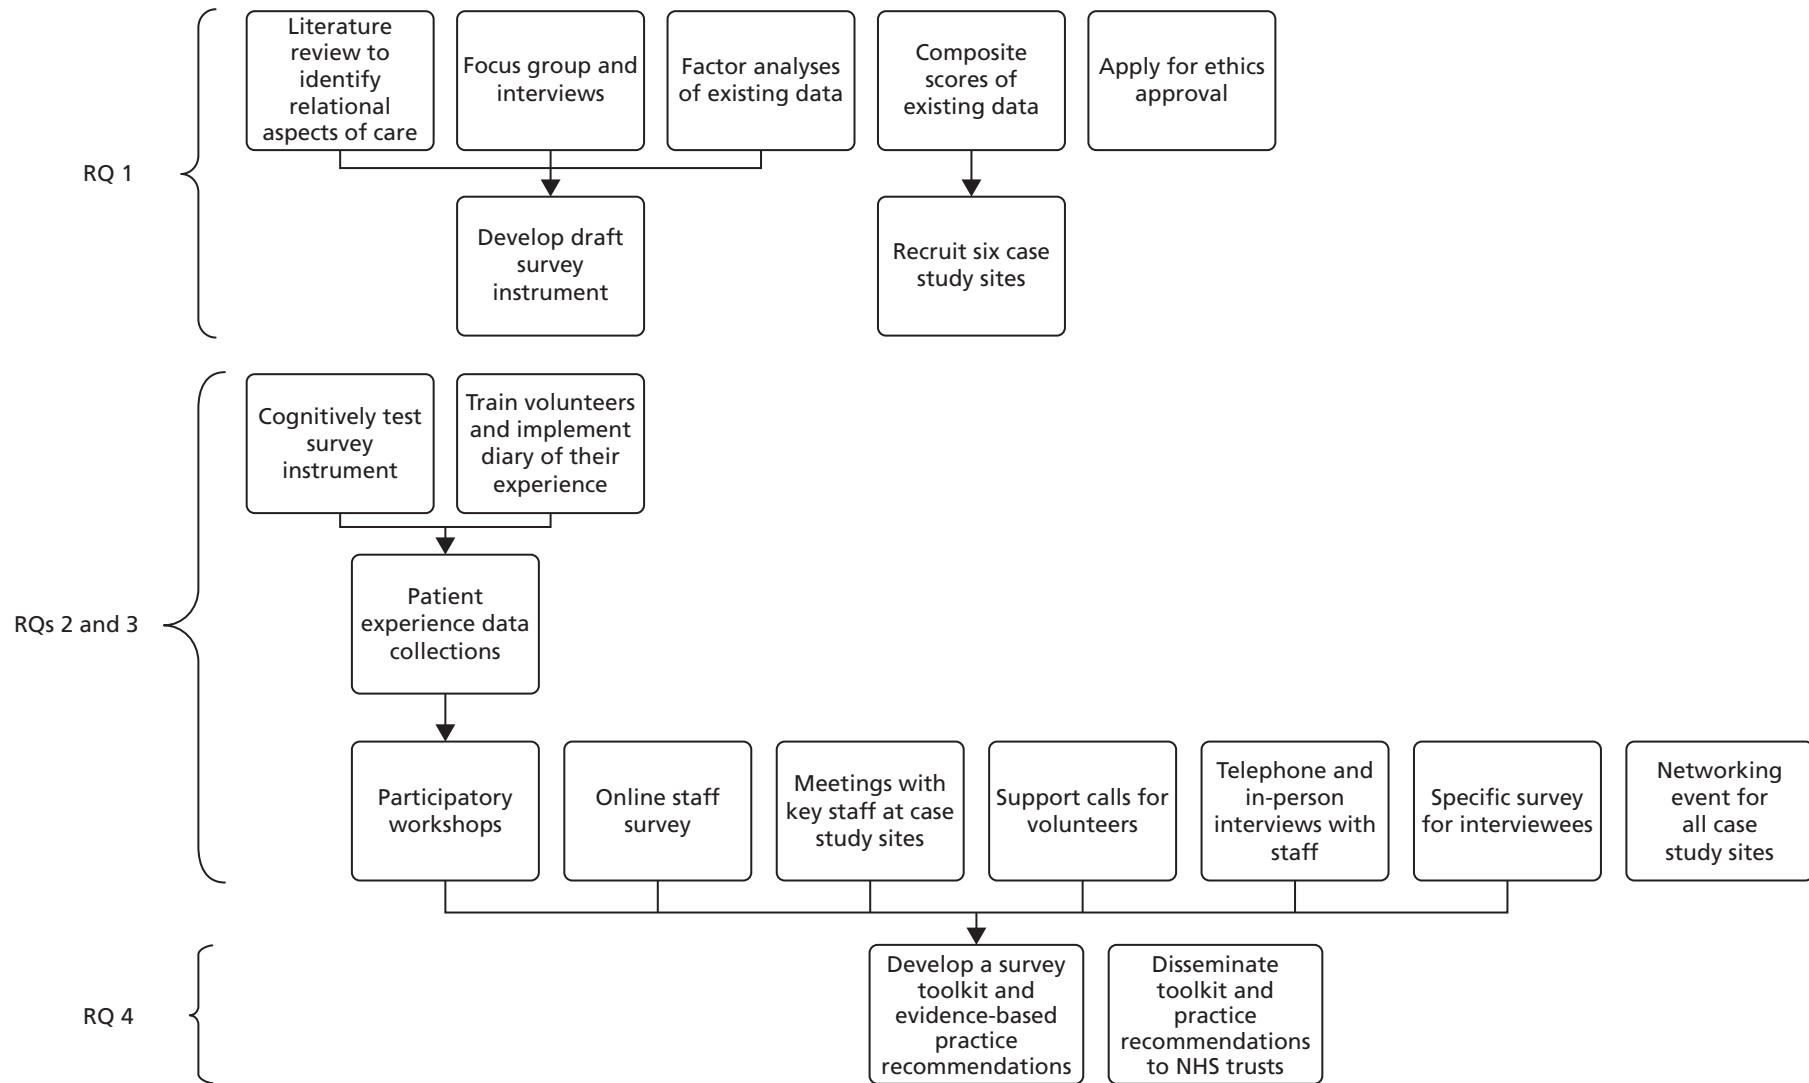 RQ 1
Literature
review to
identify
relational
aspects of care
Focus group and
interviews
Factor analyses
of existing data
Composite
scores of
existing data
Apply for ethics
approval
Develop draft
survey
instrument
Recruit six case
study sites
RQs 2 and 3
Cognitively test
survey
instrument
Train volunteers
and implement
diary of their
experience
Patient
experience data
collections
Participatory
workshops
Online staff
survey
Meetings with
key staff at case
study sites
Support calls for
volunteers
Telephone and
in-person
interviews with
staff
Specific survey
for interviewees
Networking
event for
all case
study sites
RQ 4
Develop a survey
toolkit and
evidence-based
practice
recommendations
Disseminate
toolkit and
practice
recommendations
to NHS trusts